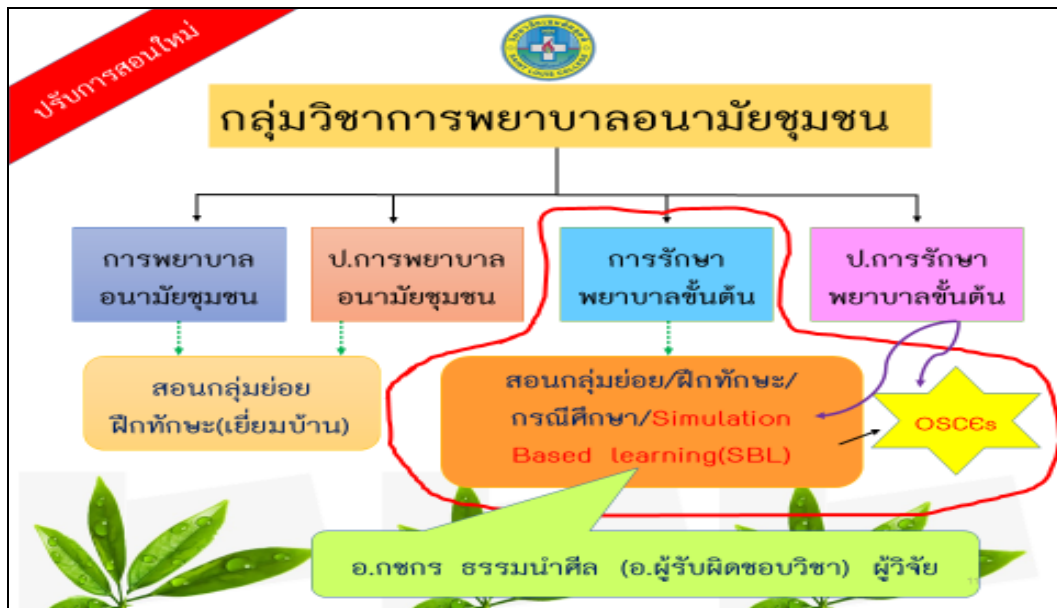 ปรับการสอนใหม่
SAINT LOUIS COLLEGE
กลุ่มวิชาการพยาบาลอนามัยชุมชน
การพยาบาล
อนามัยชุมชน
ป.การพยาบาล
อนามัยชุมชน
การรักษา
พยาบาลขั้นต้น
ป.การรักษา
พยาบาลขั้นต้น
สอนกลุ่มย่อย
ฝึกทักษะ(เยี่ยมบ้าน)
สอนกลุ่มย่อย/ฝึกทักษะ/
กรณีศึกษา/Simulation
Based learning(SBL)
OSCEs
อ.กชกร ธรรมนำศีล (อ.ผู้รับผิดชอบวิชา) ผู้วิจัย